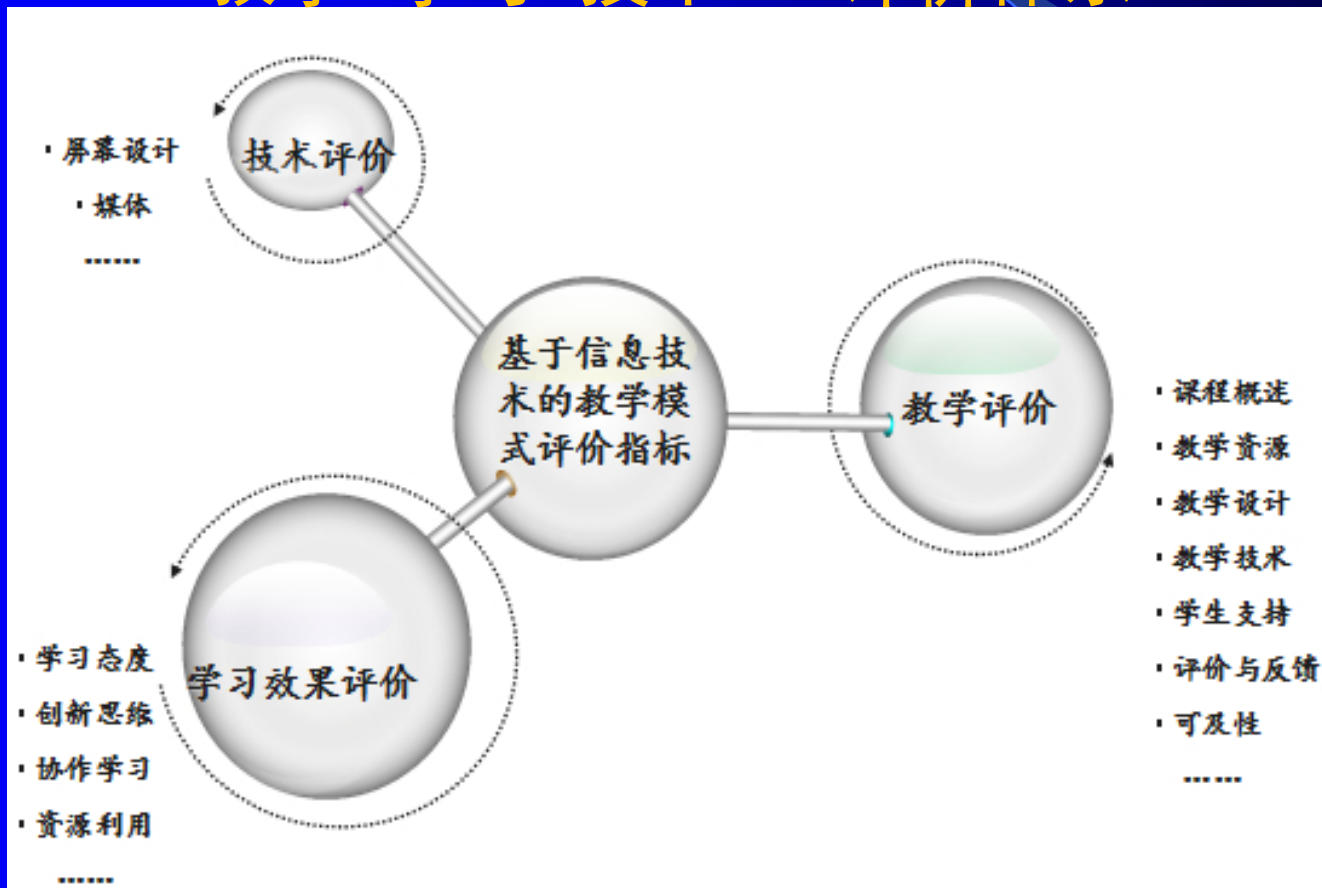 技术评价
· 屏幕设计
· 媒体
……
基于信息技
术的教学模
式评价指标
教学评价
· 课程概述
· 教学资源
· 教学设计
· 教学技术
· 学生支持
· 评价与反馈
· 可及性
……
学习效果评价
· 学习态度
· 创新思维
· 协作学习
· 资源利用
……